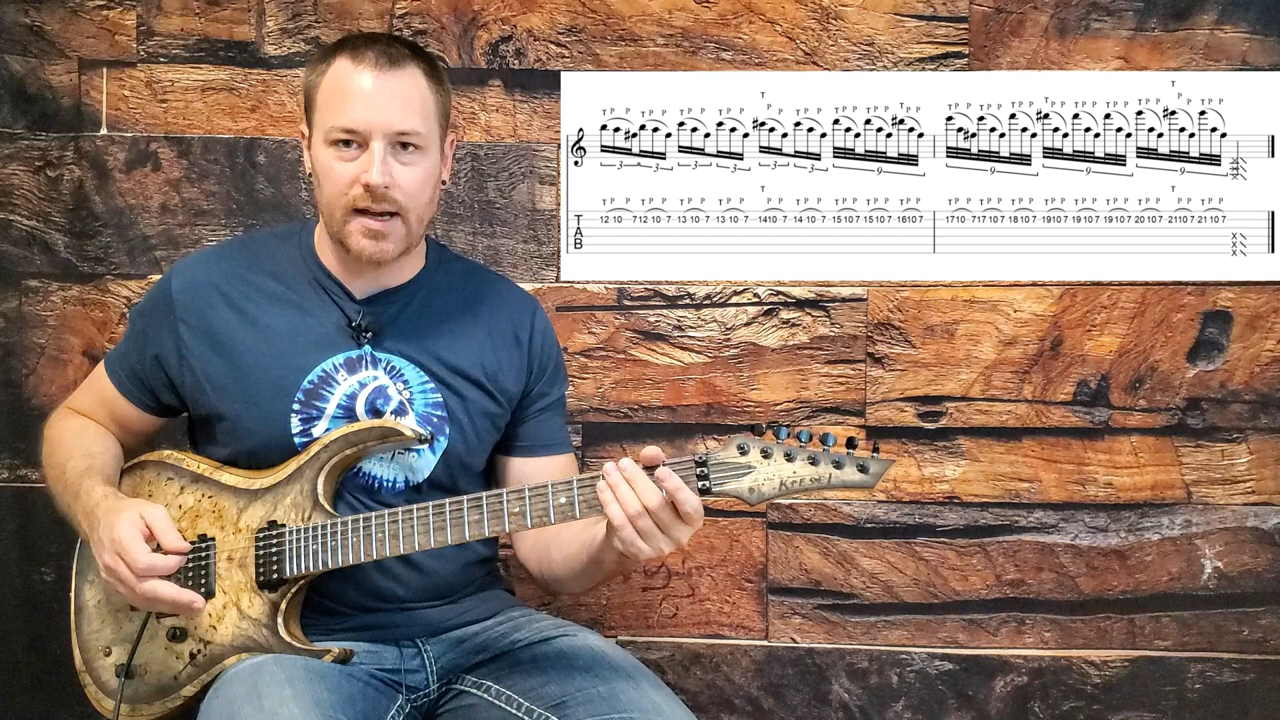 T P P T P P T P P T P P T P P T P P T P P T P P T P P T P P T P P T P P T P P T P P T P P T P P T P P T P P
3 3 3 3 3 3 9 9 9 9
T P P T P P T P P T P P T P P T P P T P P T P P T P P T P P T P P T P P T P P T P P T P P T P P T P P T P P
T 12 10 7 12 10 7 13 10 7 13 10 7 14 10 7 14 10 7 15 10 7 15 10 7 16 10 7 17 10 7 17 10 7 18 10 7 19 10 7 19 10 7 19 10 7 20 10 7 21 10 7 21 10 7
A
B X
X
X
KIESEL